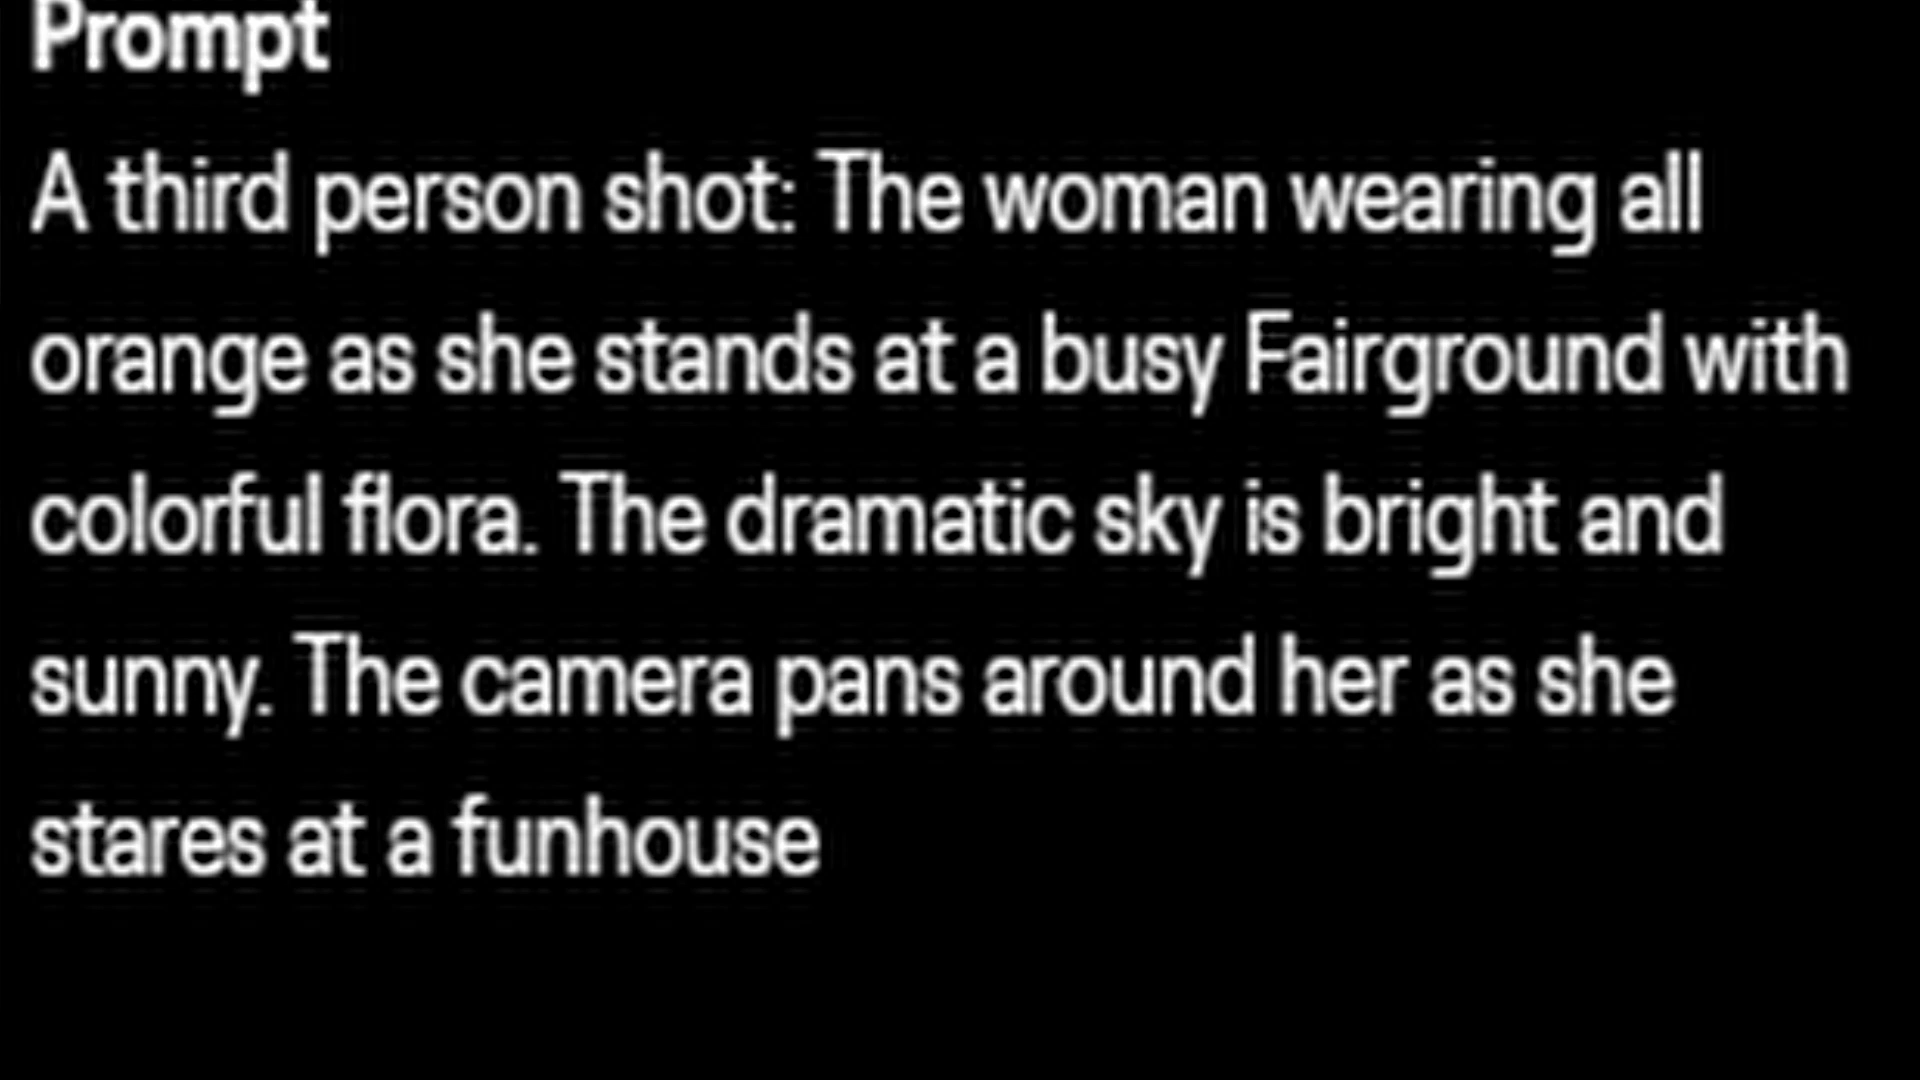 Prompt
A third person shot: The woman wearing all
orange as she stands at a busy Fairground with
colorful flora. The dramatic sky is bright and
sunny. The camera pans around her as she
stares at a funhouse